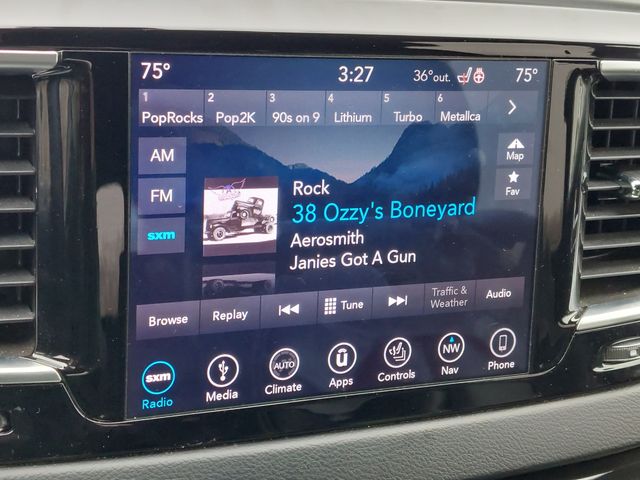 75° 3:27 36°out. 75°
1 2 3 4 5 6
PopRocks Pop2K 90s on 9 Lithium Turbo Metallica
AM
Map
FM
Fav
sxm
Rock
38 Ozzy's Boneyard
Aerosmith
Janies Got A Gun
Browse Replay Tune Traffic & Weather Audio
sxm AUTO NW
Radio Media Climate Apps Controls Nav Phone